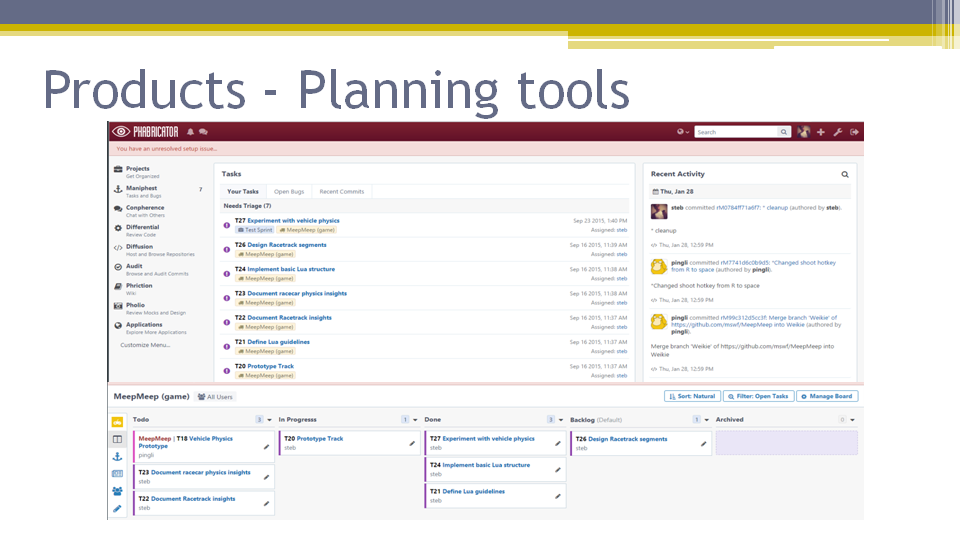 Products - Planning tools
PHABRICATOR
Search
You have an unresolved setup issue...
Projects
Get Organized
Maniphest 7
Tasks and Bugs
Conpherence
Chat with Others
Differential
Review Code
Diffusion
Host and Browse Repositories
Audit
Browse and Audit Commits
Phriction
Wiki
Pholio
Review Mocks and Design
Applications
Explore More Applications
Customize Menu...
Tasks
Your Tasks Open Bugs Recent Commits
Needs Triage (7)
T27 Experiment with vehicle physics Sep 23 2015, 1:40 PM
Test Sprint MeepMeep (game) Assigned: steb
T26 Design Racetrack segments Sep 16 2015, 11:39 AM
MeepMeep (game) Assigned: steb
T24 Implement basic Lua structure Sep 16 2015, 11:38 AM
MeepMeep (game) Assigned: steb
T23 Document racecar physics insights Sep 16 2015, 11:38 AM
MeepMeep (game) Assigned: steb
T22 Document Racetrack insights Sep 16 2015, 11:37 AM
MeepMeep (game) Assigned: steb
T21 Define Lua guidelines Sep 16 2015, 11:37 AM
MeepMeep (game) Assigned: steb
T20 Prototype Track Sep 16 2015, 11:37 AM
MeepMeep (game) Assigned: steb
Recent Activity
Thu, Jan 28
steb committed rM0784ff71a6f7: * cleanup (authored by steb).
* cleanup
Thu, Jan 28, 12:59 PM
pingli committed rM7741d6c0b9d5: *Changed shoot hotkey
from R to space (authored by pingli).
*Changed shoot hotkey from R to space
Thu, Jan 28, 12:59 PM
pingli committed rM99c312d5cc3f: Merge branch 'Weikie' of
https://github.com/mswf/MeepMeep into Weikie (authored by
pingli).
Merge branch 'Weikie' of https://github.com/mswf/MeepMeep into
Weikie
Thu, Jan 28, 12:59 PM
MeepMeep (game) All Users Sort: Natural Filter: Open Tasks Manage Board
Todo 3
MeepMeep | T18 Vehicle Physics
Prototype
pingli
T23 Document racecar physics insights
steb
T22 Document Racetrack insights
steb
In Progresss 1
T20 Prototype Track
steb
Done 3
T27 Experiment with vehicle physics
steb
T24 Implement basic Lua structure
steb
T21 Define Lua guidelines
steb
Backlog (Default) 1
T26 Design Racetrack segments
steb
Archived 0